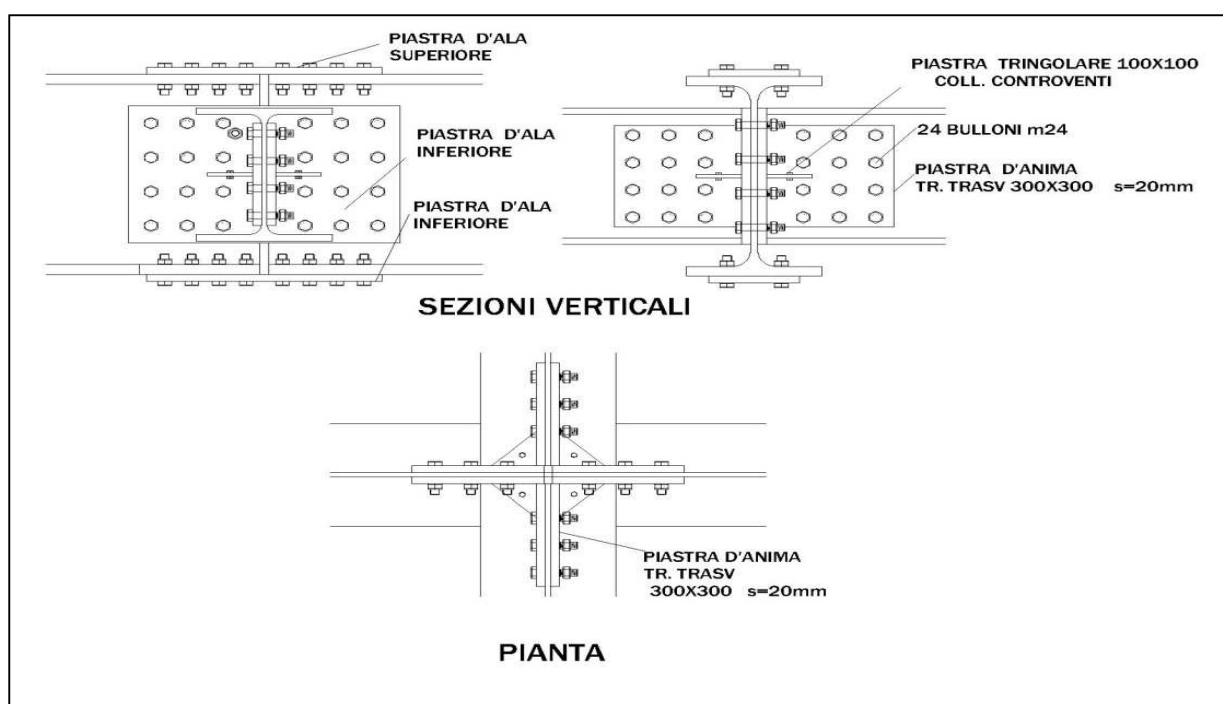 PIASTRA D'ALA
SUPERIORE
PIASTRA D'ALA
INFERIORE
PIASTRA D'ALA
INFERIORE
PIASTRA TRINGOLARE 100X100
COLL. CONTROVENTI
24 BULLONI m24
PIASTRA D'ANIMA
TR. TRASV 300X300 s=20mm
SEZIONI VERTICALI
PIASTRA D'ANIMA
TR. TRASV
300X300 s=20mm
PIANTA